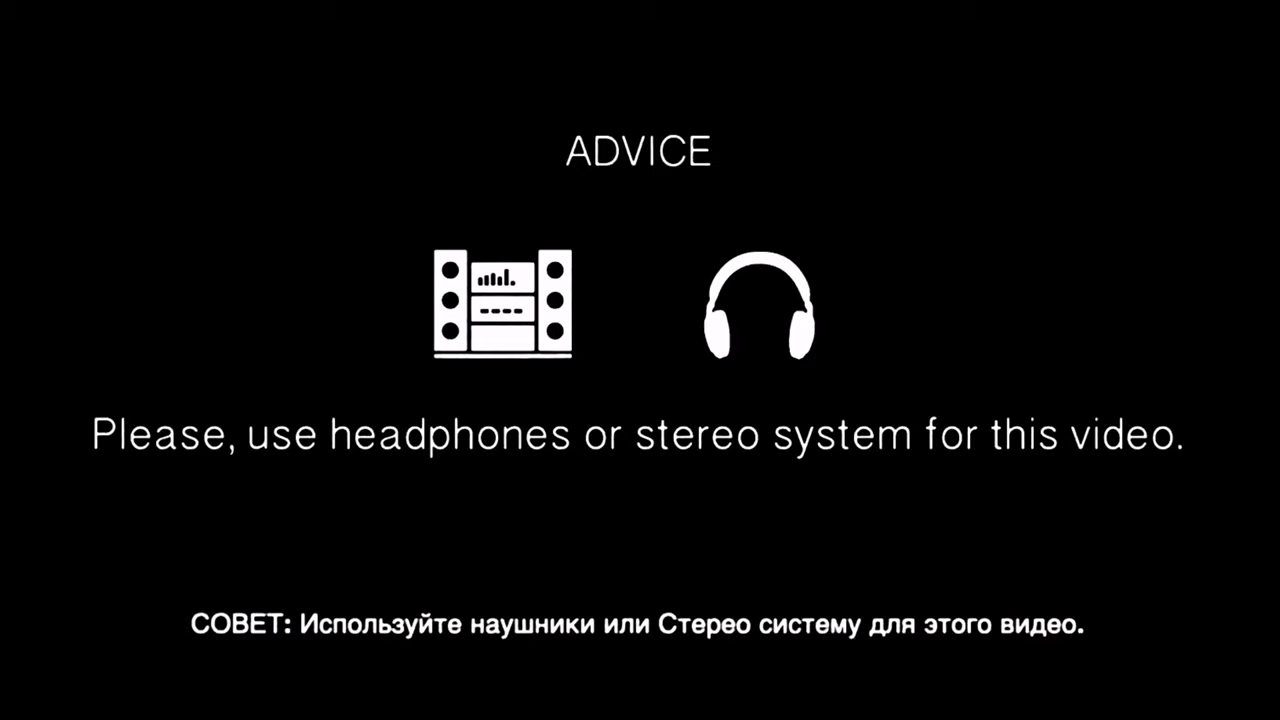 ADVICE
Please, use headphones or stereo system for this video.
СОВЕТ: Используйте наушники или Стерео систему для этого видео.